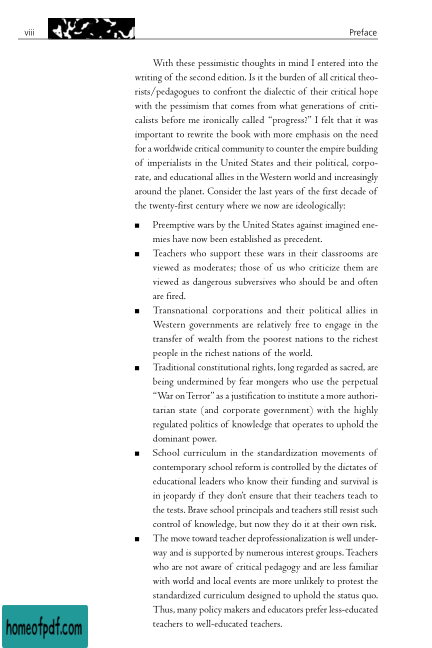 viii
Preface
With these pessimistic thoughts in mind I entered into the
writing of the second edition. Is it the burden of all critical theo-
rists/pedagogues to confront the dialectic of their critical hope
with the pessimism that comes from what generations of criti-
calists before me ironically called “progress?” I felt that it was
important to rewrite the book with more emphasis on the need
for a worldwide critical community to counter the empire building
of imperialists in the United States and their political, corpo-
rate, and educational allies in the Western world and increasingly
around the planet. Consider the last years of the first decade of
the twenty-first century where we now are ideologically:
■ Preemptive wars by the United States against imagined ene-
mies have now been established as precedent.
■ Teachers who support these wars in their classrooms are
viewed as moderates; those of us who criticize them are
viewed as dangerous subversives who should be and often
are fired.
■ Transnational corporations and their political allies in
Western governments are relatively free to engage in the
transfer of wealth from the poorest nations to the richest
people in the richest nations of the world.
■ Traditional constitutional rights, long regarded as sacred, are
being undermined by fear mongers who use the perpetual
“War on Terror” as a justification to institute a more authori-
tarian state (and corporate government) with the highly
regulated politics of knowledge that operates to uphold the
dominant power.
■ School curriculum in the standardization movements of
contemporary school reform is controlled by the dictates of
educational leaders who know their funding and survival is
in jeopardy if they don’t ensure that their teachers teach to
the tests. Brave school principals and teachers still resist such
control of knowledge, but now they do it at their own risk.
■ The move toward teacher deprofessionalization is well under-
way and is supported by numerous interest groups. Teachers
who are not aware of critical pedagogy and are less familiar
with world and local events are more unlikely to protest the
standardized curriculum designed to uphold the status quo.
Thus, many policy makers and educators prefer less-educated
teachers to well-educated teachers.
homeofpdf.com